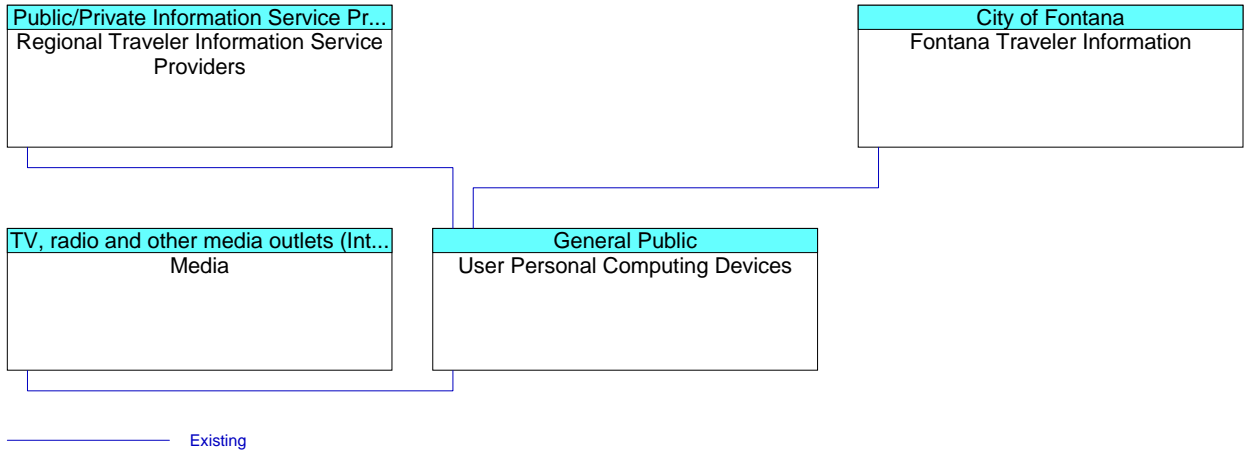 Public/Private Information Service Pr...
Regional Traveler Information Service
Providers
City of Fontana
Fontana Traveler Information
TV, radio and other media outlets (Int...
Media
General Public
User Personal Computing Devices
Existing